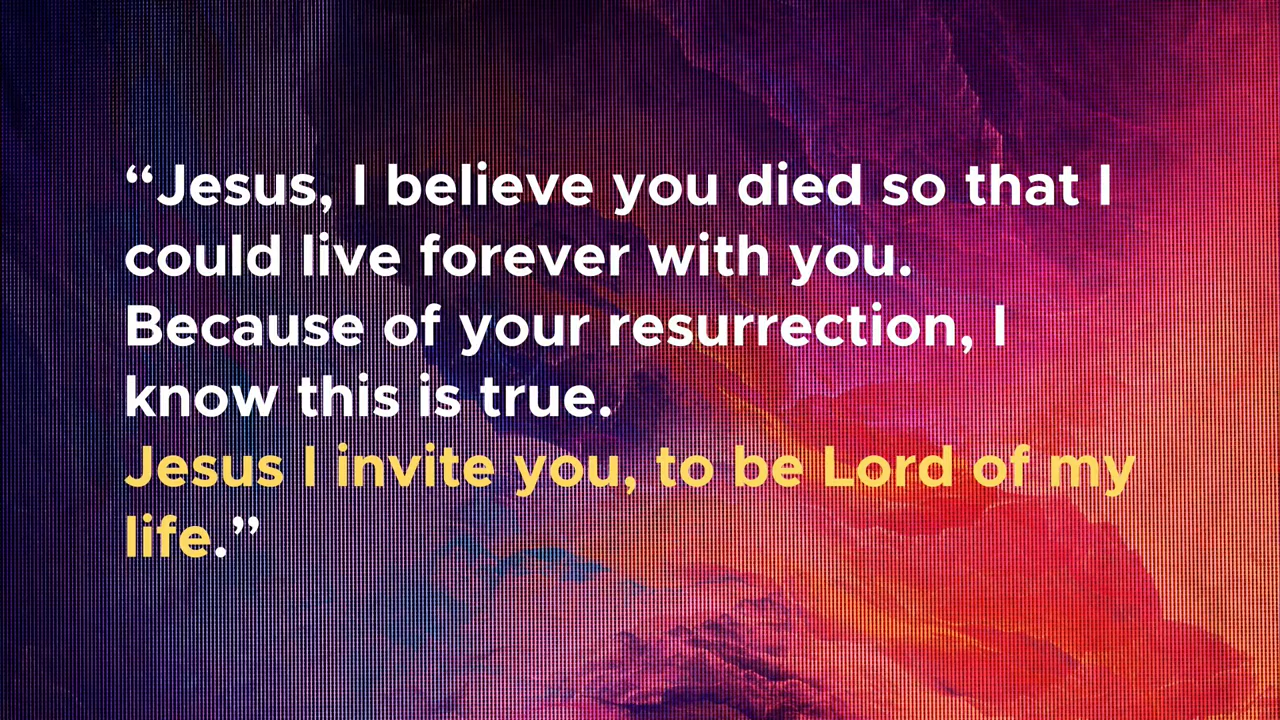 “Jesus, I believe you died so that I
could live forever with you.
Because of your resurrection, I
know this is true.
Jesus I invite you, to be Lord of my
life.”